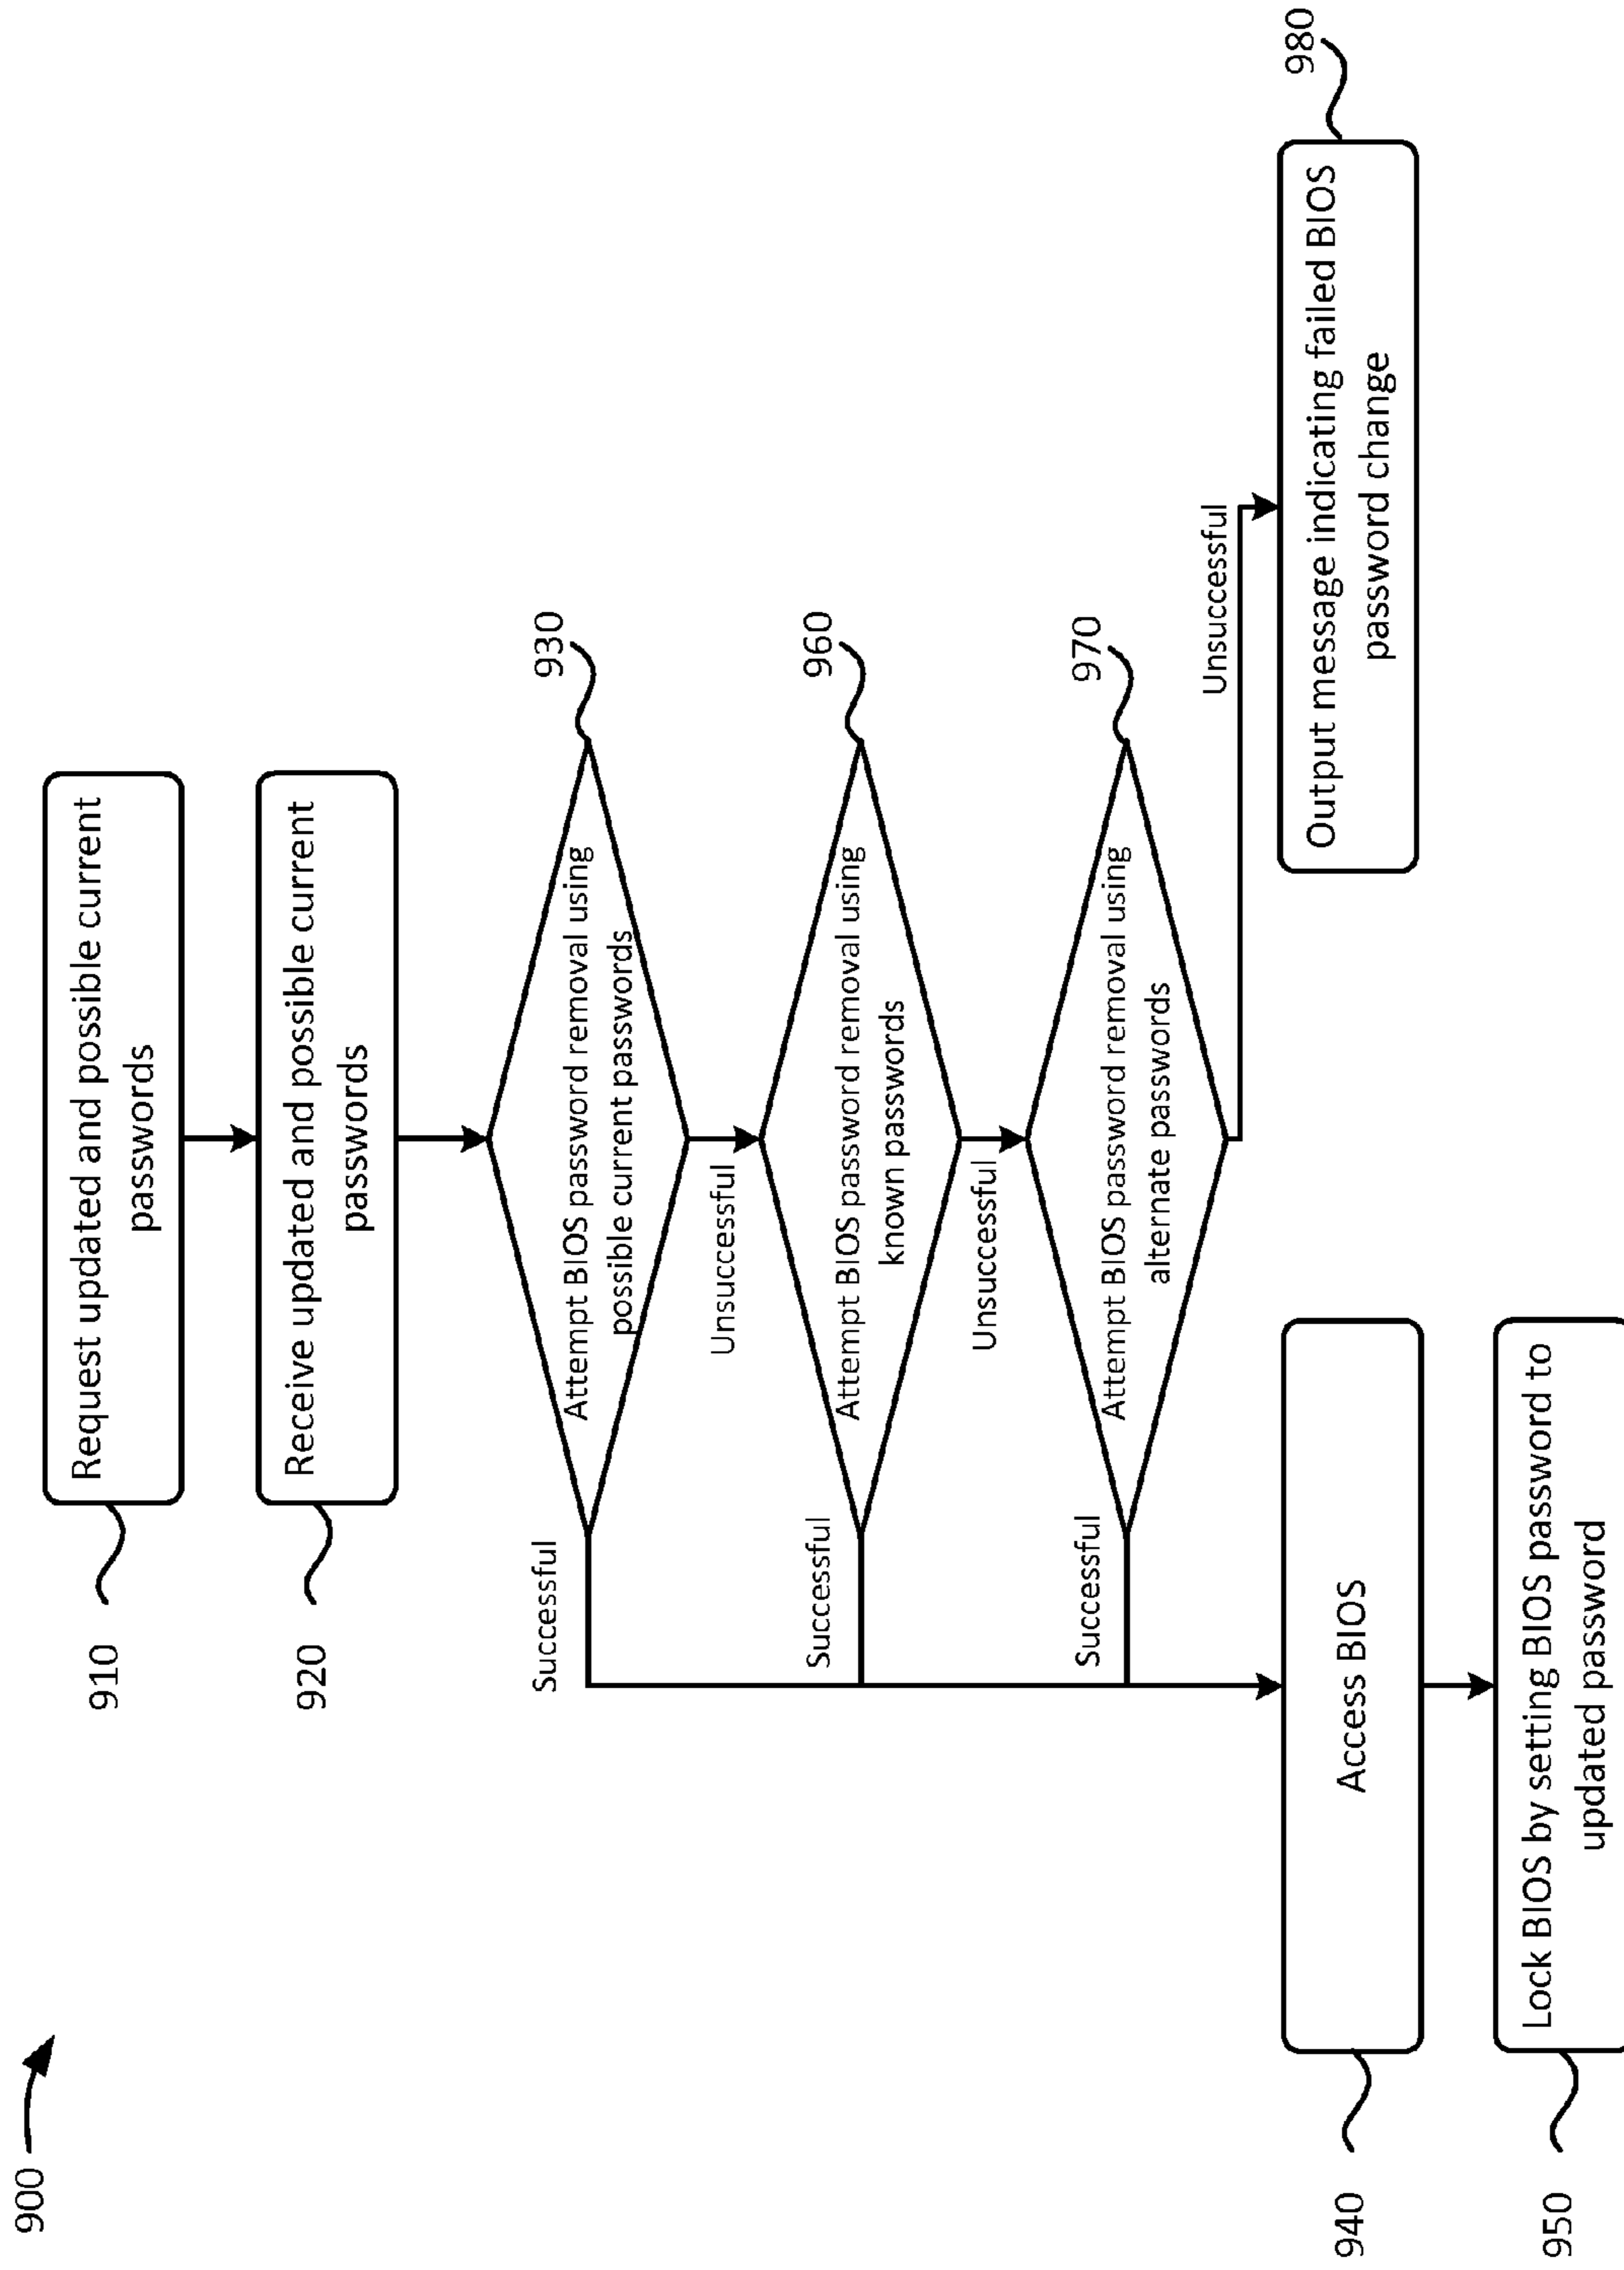 900
910
Request updated and possible current
passwords
920
Receive updated and possible current
passwords
930
Attempt BIOS password removal using
possible current passwords
Successful
Unsuccessful
960
Attempt BIOS password removal using
known passwords
Successful
Unsuccessful
970
Attempt BIOS password removal using
alternate passwords
Successful
Unsuccessful
940
Access BIOS
980
Output message indicating failed BIOS
password change
950
Lock BIOS by setting BIOS password to
updated password